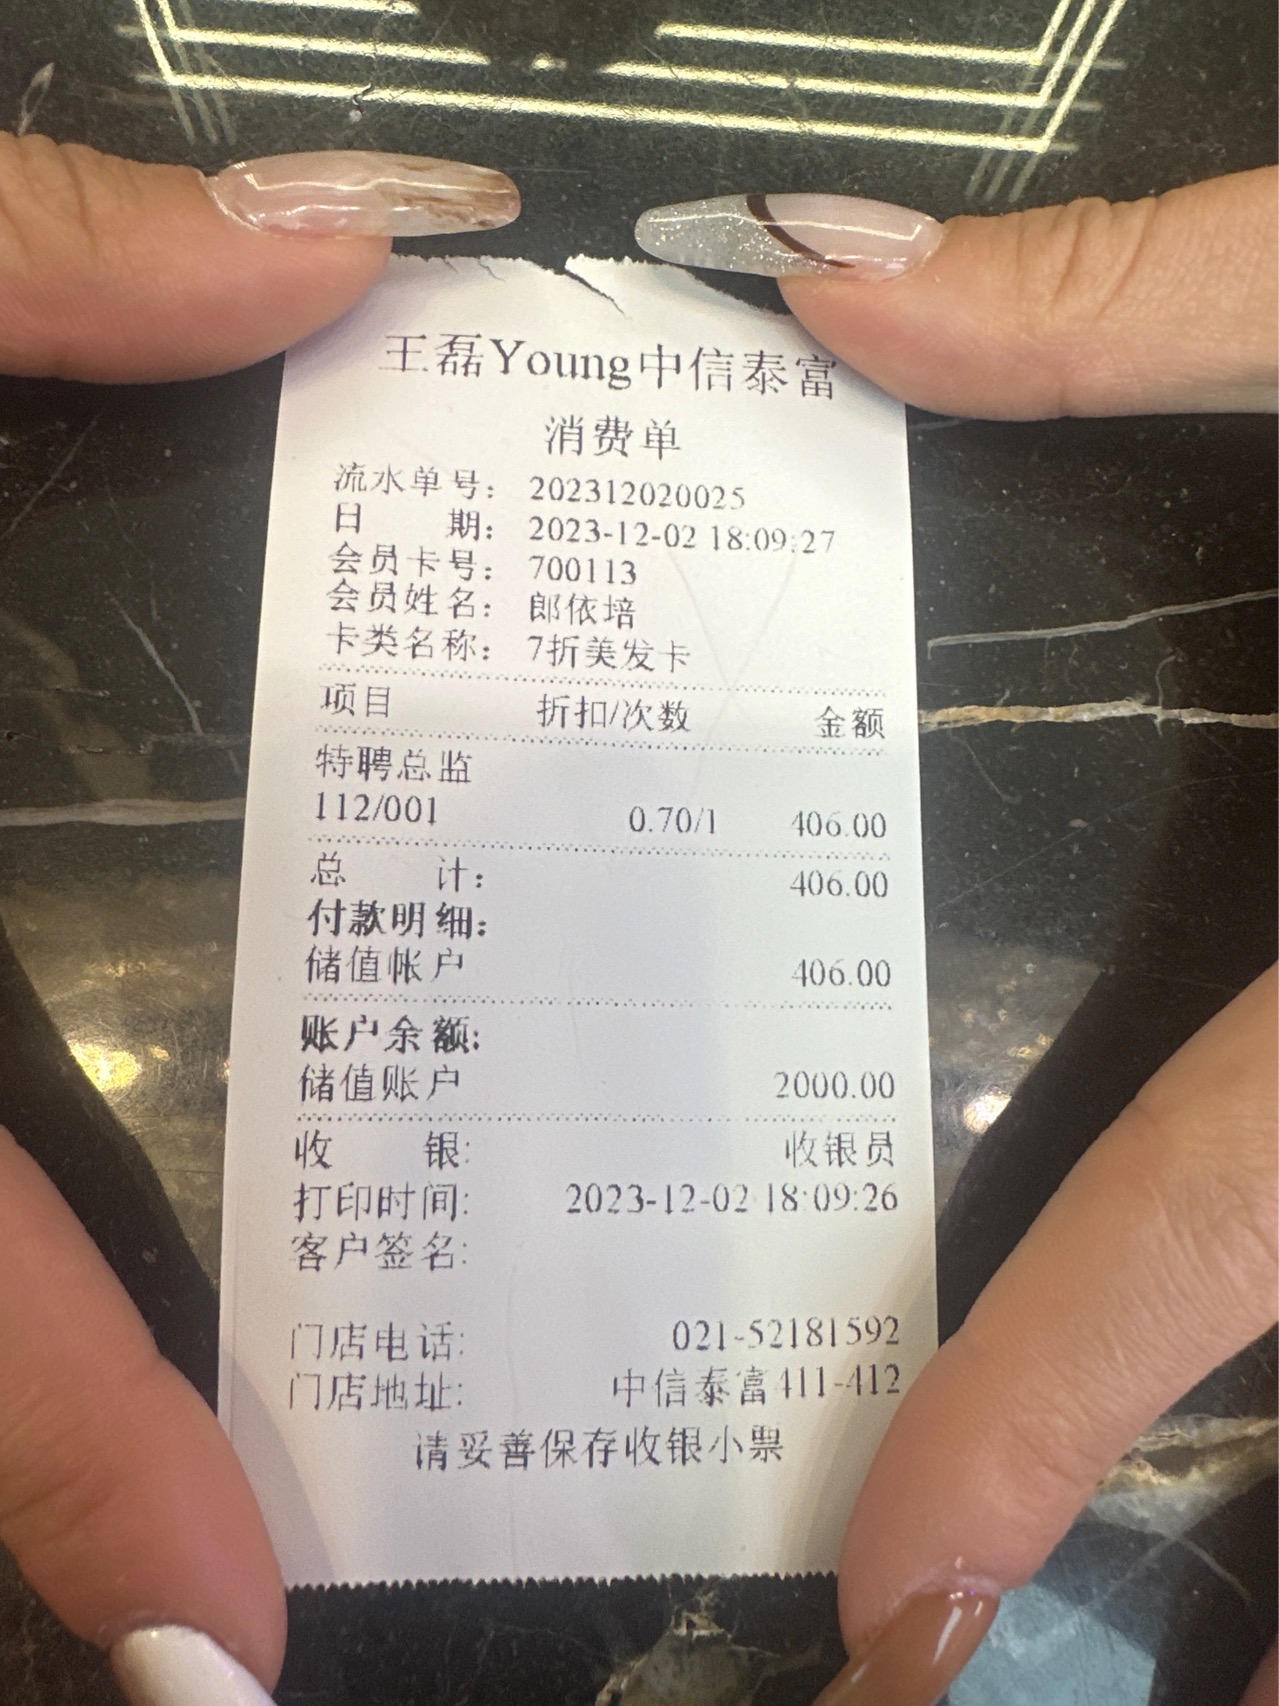 王磊Young中信泰富
消费单
流水单号： 202312020025
日 期： 2023-12-02 18:09:27
会员卡号： 700113
会员姓名： 郎依培
卡类名称： 7折美发卡
项目 折扣/次数 金额
特聘总监
112/001 0.70/1 406.00
总 计： 406.00
付款明细：
储值帐户 406.00
账户余额：
储值账户 2000.00
收 银： 收银员
打印时间： 2023-12-02 18:09:26
客户签名：
门店电话： 021-52181592
门店地址： 中信泰富411-412
请妥善保存收银小票